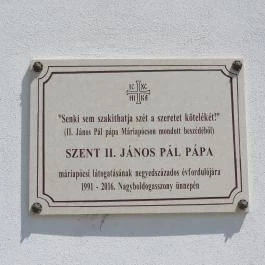 IC XC
NI KA
"Senki sem szakíthatja szét a szeretet kötelékét!"
(II. János Pál pápa Máriapócson mondott beszédéből)
SZENT II. JÁNOS PÁL PÁPA
máriapócsi látogatásának negyedszázados évfordulójára
1991 - 2016. Nagyboldogasszony ünnepén